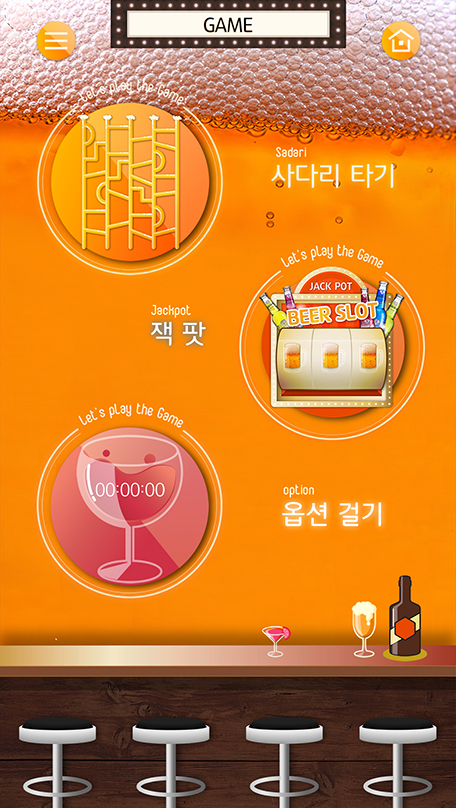 GAME
Let's play the Game
Sadari
사다리 타기
Let's play the Game
JACK POT
BEER SLOT
Jackpot
잭 팟
Let's play the Game
00:00:00
option
옵션 걸기